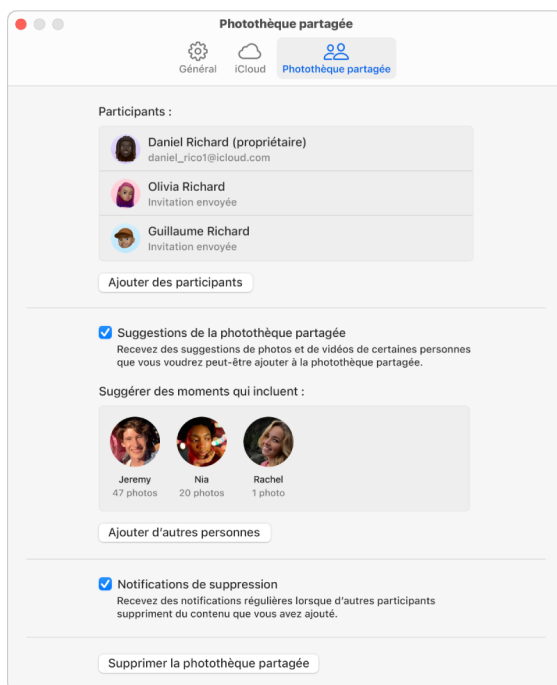 Photothèque partagée
Général
iCloud
Photothèque partagée
Participants :
Daniel Richard (propriétaire)
daniel_rico1@icloud.com
Olivia Richard
Invitation envoyée
Guillaume Richard
Invitation envoyée
Ajouter des participants
Suggestions de la photothèque partagée
Recevez des suggestions de photos et de vidéos de certaines personnes
que vous voudrez peut-être ajouter à la photothèque partagée.
Suggérer des moments qui incluent :
Jeremy Nia Rachel
47 photos 20 photos 1 photo
Ajouter d'autres personnes
Notifications de suppression
Recevez des notifications régulières lorsque d'autres participants
suppriment du contenu que vous avez ajouté.
Supprimer la photothèque partagée